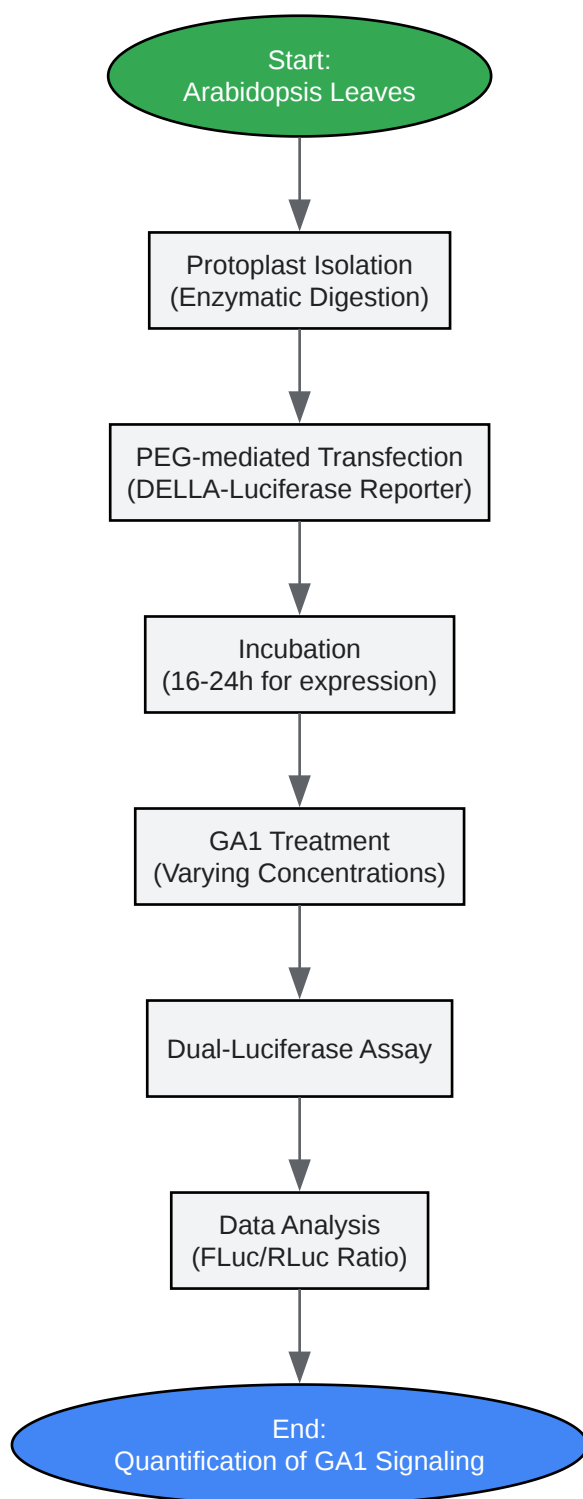 Start:
Arabidopsis Leaves
Protoplast Isolation
(Enzymatic Digestion)
PEG-mediated Transfection
(DELLA-Luciferase Reporter)
Incubation
(16-24h for expression)
GA1 Treatment
(Varying Concentrations)
Dual-Luciferase Assay
Data Analysis
(FLuc/RLuc Ratio)
End:
Quantification of GA1 Signaling